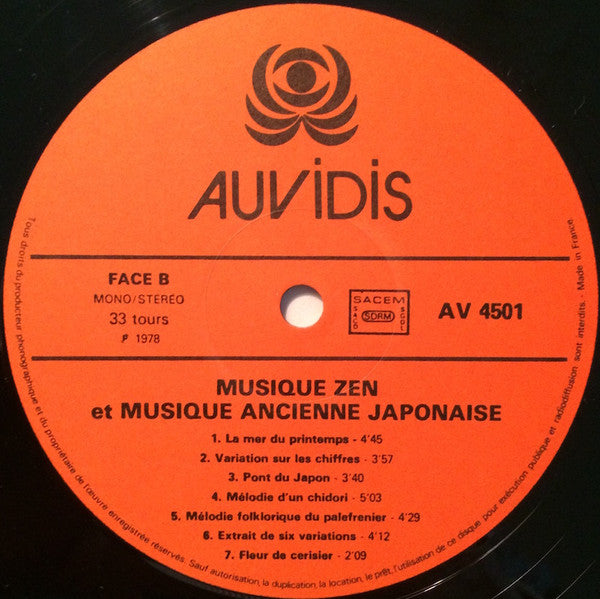 AUVIDIS
FACE B
MONO/STEREO
33 tours
℗ 1978
SACEM
SACD
SDRM
SGDL
AV 4501
MUSIQUE ZEN
et MUSIQUE ANCIENNE JAPONAISE
1. La mer du printemps - 4'45
2. Variation sur les chiffres - 3'57
3. Pont du Japon - 3'40
4. Mélodie d'un chidori - 5'03
5. Mélodie folklorique du palefrenier - 4'29
6. Extrait de six variations - 4'12
7. Fleur de cerisier - 2'09
Tous droits du producteur phonographique et du propriétaire de l'œuvre enregistrée réservés. Sauf autorisation, la duplication, la location, le prêt, l'utilisation de ce disque pour exécution publique et radiodiffusion sont interdits. - Made in France